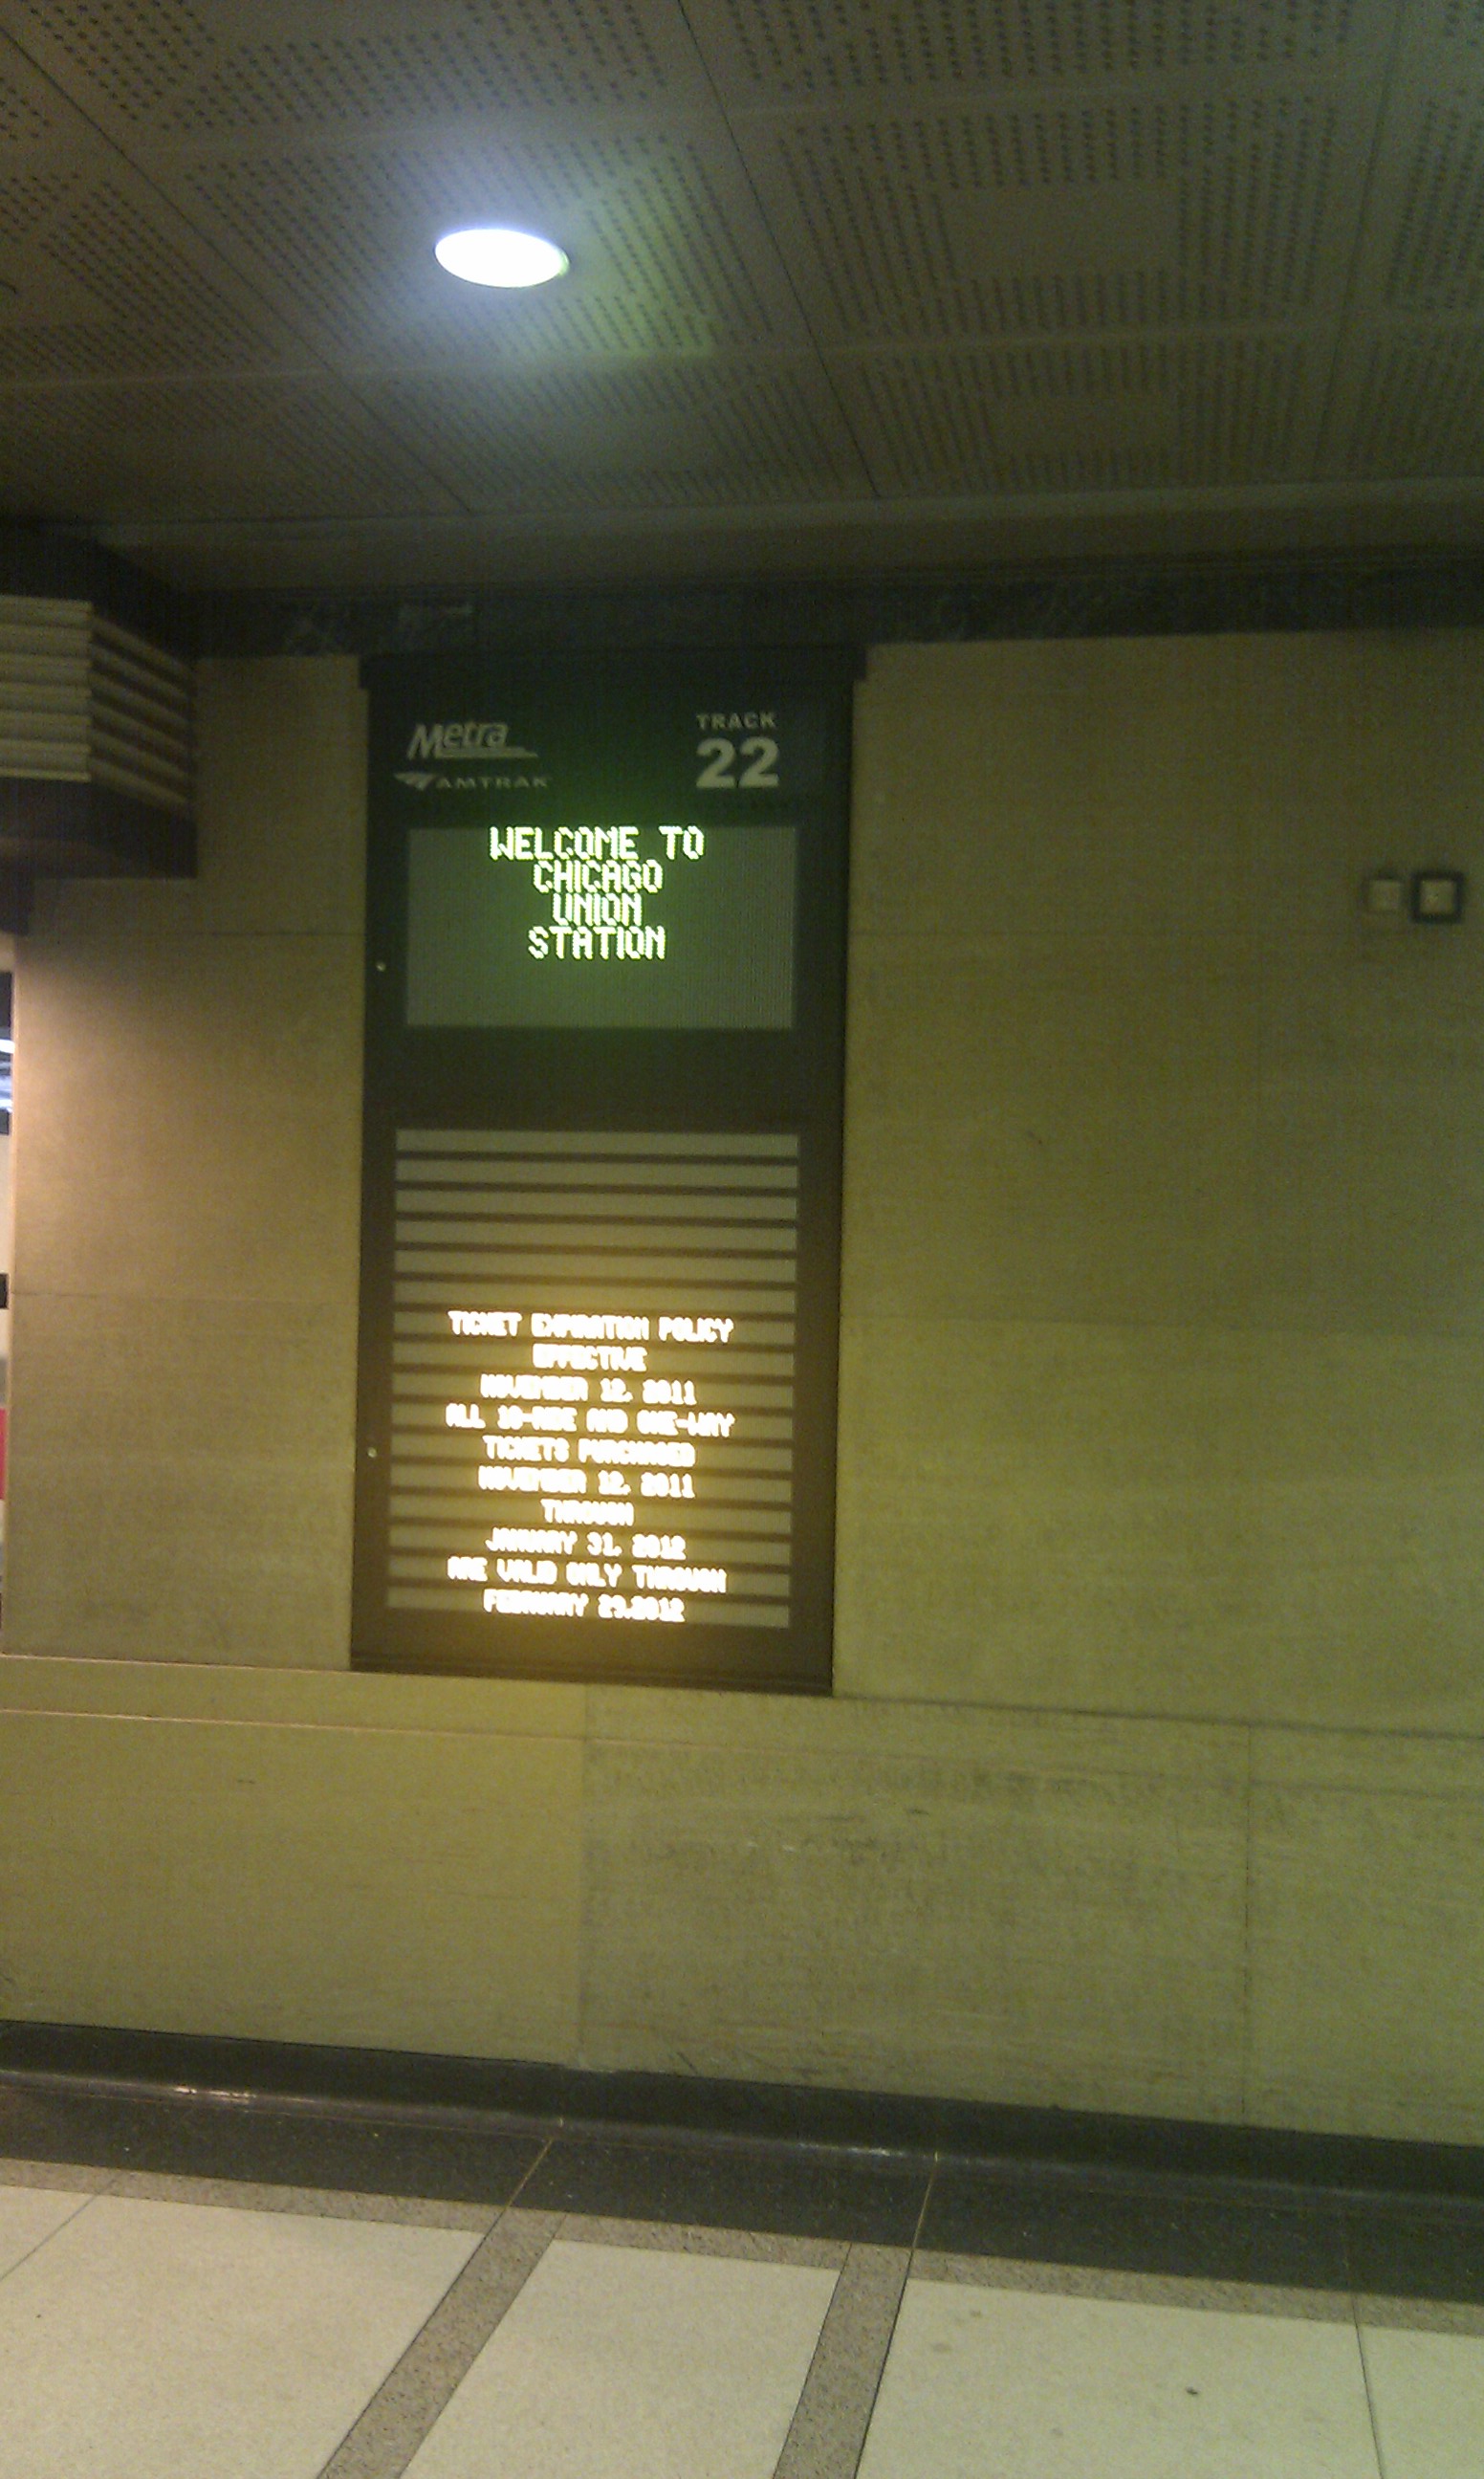 Metra
AMTRAK
TRACK
22
WELCOME TO
CHICAGO
UNION
STATION
TICKET EXPIRATION POLICY
EFFECTIVE
NOVEMBER 12, 2011
ALL 10-RIDE AND ONE-WAY
TICKETS PURCHASED
NOVEMBER 12, 2011
THROUGH
JANUARY 31, 2012
ARE VALID ONLY THROUGH
FEBRUARY 29,2012